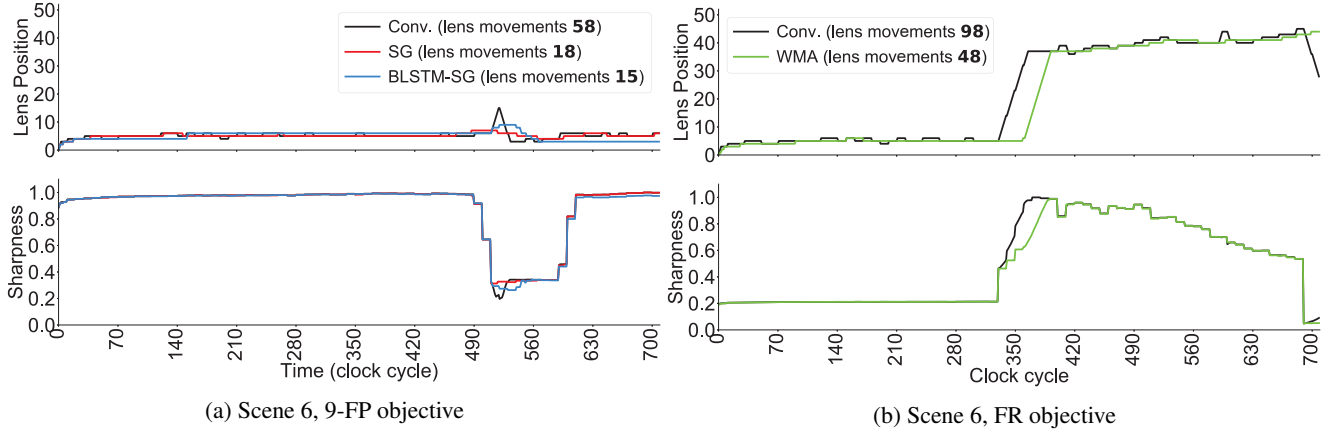 50
40
30
20
10
0
Lens Position
Conv. (lens movements 58)
SG (lens movements 18)
BLSTM-SG (lens movements 15)
1.0
0.8
0.6
0.4
0.2
0.0
Sharpness
0 70 140 210 280 350 420 490 560 630 700
Time (clock cycle)
(a) Scene 6, 9-FP objective
50
40
30
20
10
0
Lens Position
Conv. (lens movements 98)
WMA (lens movements 48)
1.0
0.8
0.6
0.4
0.2
0.0
Sharpness
0 70 140 210 280 350 420 490 560 630 700
Clock cycle
(b) Scene 6, FR objective